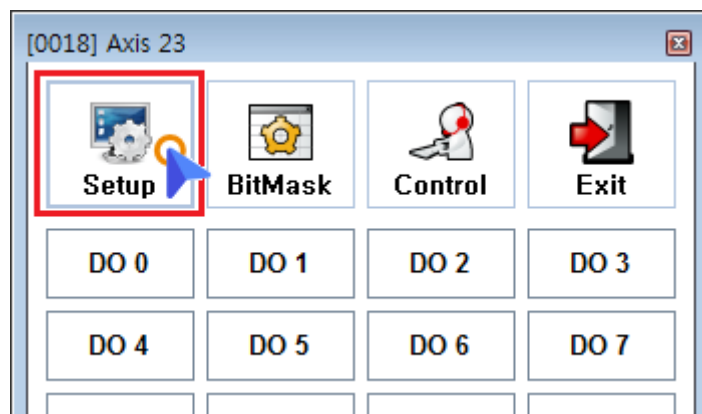 [0018] Axis 23
Setup BitMask Control Exit
DO 0 DO 1 DO 2 DO 3
DO 4 DO 5 DO 6 DO 7